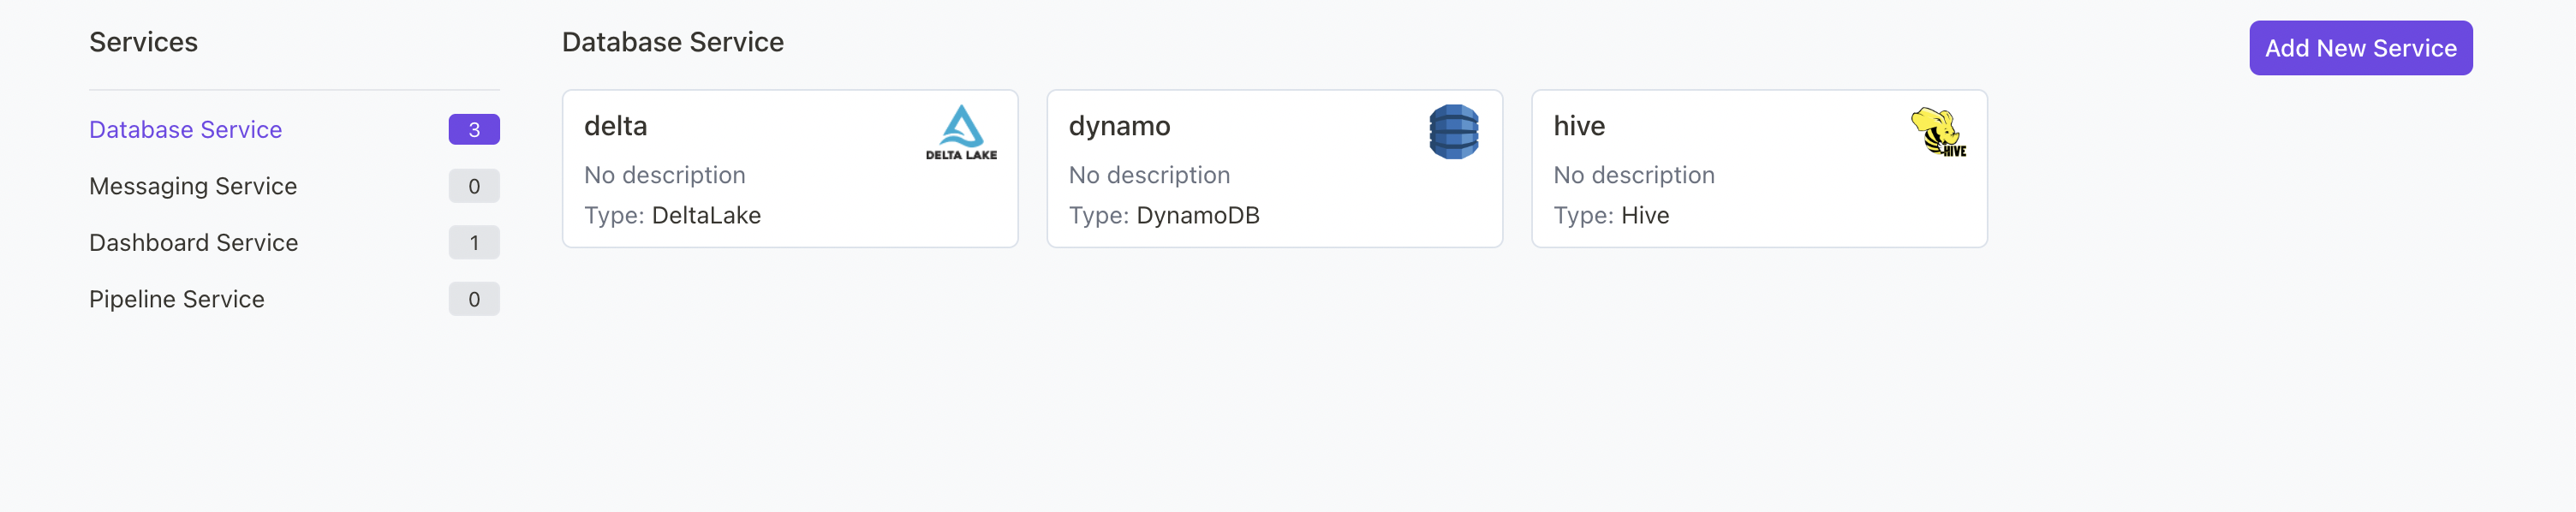 Services
Database Service 3
Messaging Service 0
Dashboard Service 1
Pipeline Service 0
Database Service
Add New Service
delta
DELTA LAKE
No description
Type: DeltaLake
dynamo
No description
Type: DynamoDB
hive
HIVE
No description
Type: Hive